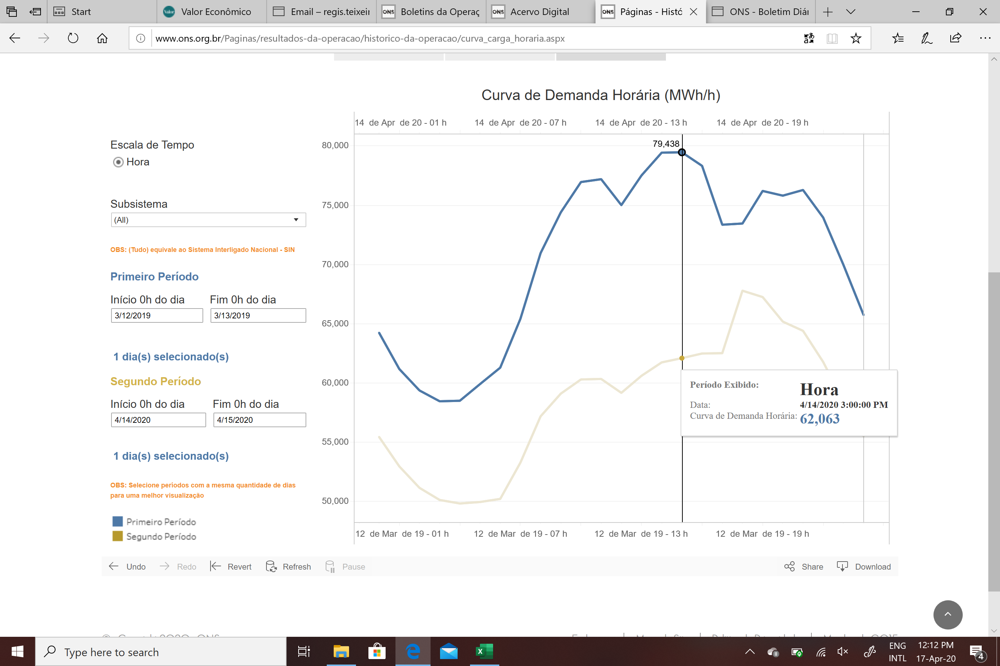 Start
Valor Econômico
Email – regis.teixeir
ONS Boletins da Operaç
ONS Acervo Digital
ONS Páginas - Histó
ONS - Boletim Diár
www.ons.org.br/Paginas/resultados-da-operacao/historico-da-operacao/curva_carga_horaria.aspx
Curva de Demanda Horária (MWh/h)
14 de Apr de 20 - 01 h 14 de Apr de 20 - 07 h 14 de Apr de 20 - 13 h 14 de Apr de 20 - 19 h
Escala de Tempo
Hora
Subsistema
(All)
OBS: (Tudo) equivale ao Sistema Interligado Nacional - SIN
Primeiro Período
Início 0h do dia Fim 0h do dia
3/12/2019 3/13/2019
1 dia(s) selecionado(s)
Segundo Período
Início 0h do dia Fim 0h do dia
4/14/2020 4/15/2020
1 dia(s) selecionado(s)
OBS: Selecione períodos com a mesma quantidade de dias
para uma melhor visualização
Primeiro Período
Segundo Período
80,000
75,000
70,000
65,000
60,000
55,000
50,000
79,438
Período Exibido: Hora
Data: 4/14/2020 3:00:00 PM
Curva de Demanda Horária: 62,063
12 de Mar de 19 - 01 h 12 de Mar de 19 - 07 h 12 de Mar de 19 - 13 h 12 de Mar de 19 - 19 h
Undo Redo Revert Refresh Pause Share Download
Type here to search
ENG
INTL
12:12 PM
17-Apr-20
4